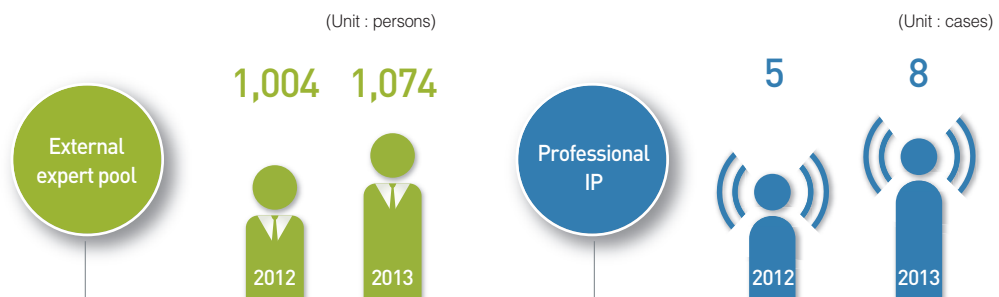 (Unit : persons)
External
expert pool
1,004
1,074
2012
2013
(Unit : cases)
Professional
IP
5
8
2012
2013